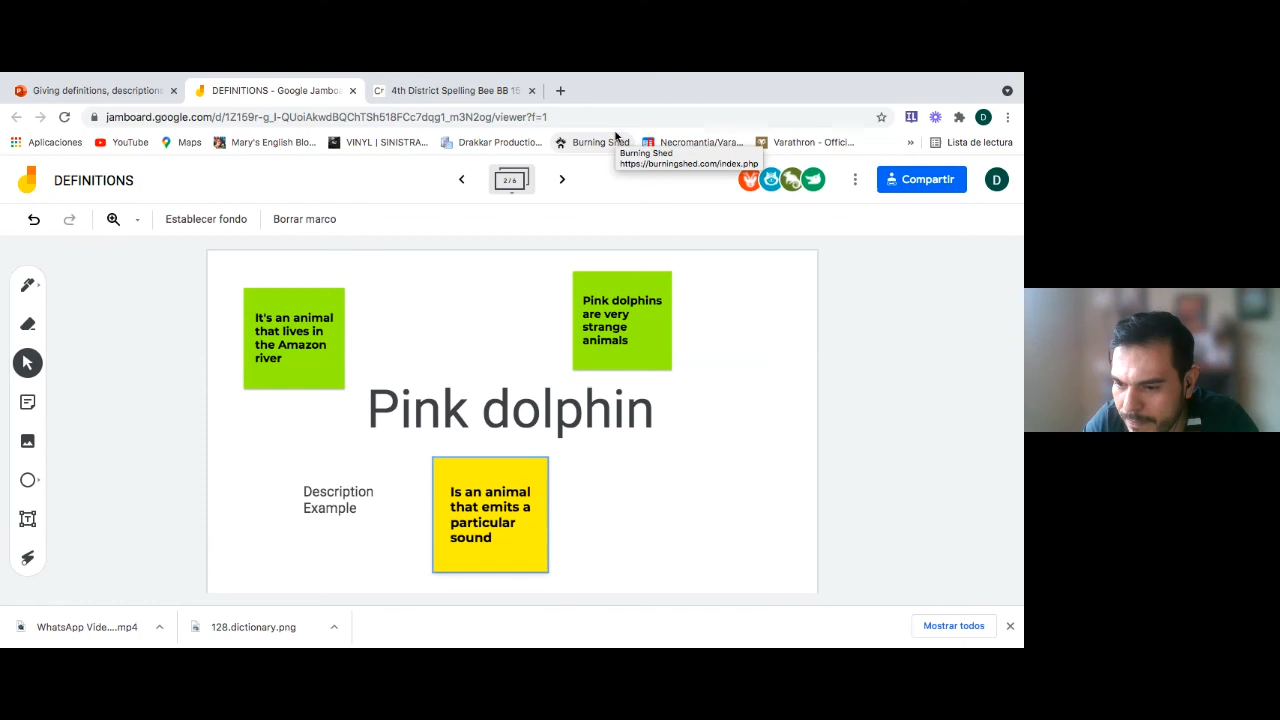 Giving definitions, descriptions
DEFINITIONS - Google Jamboa
4th District Spelling Bee BB 15
jamboard.google.com/d/1Z159r-g_I-QUoiAkwdBQChTSh518FCc7dqg1_m3N2og/viewer?f=1
IL
D
Aplicaciones
YouTube
Maps
Mary's English Blo...
VINYL | SINISTRA...
Drakkar Productio...
Burning Shed
Necromantia/Vara...
Varathron - Offici...
»
Lista de lectura
Burning Shed
https://burningshed.com/index.php
DEFINITIONS
2/6
Compartir
D
Establecer fondo
Borrar marco
It's an animal
that lives in
the Amazon
river
Pink dolphins
are very
strange
animals
Pink dolphin
Description
Example
Is an animal
that emits a
particular
sound
WhatsApp Vide....mp4
128.dictionary.png
Mostrar todos